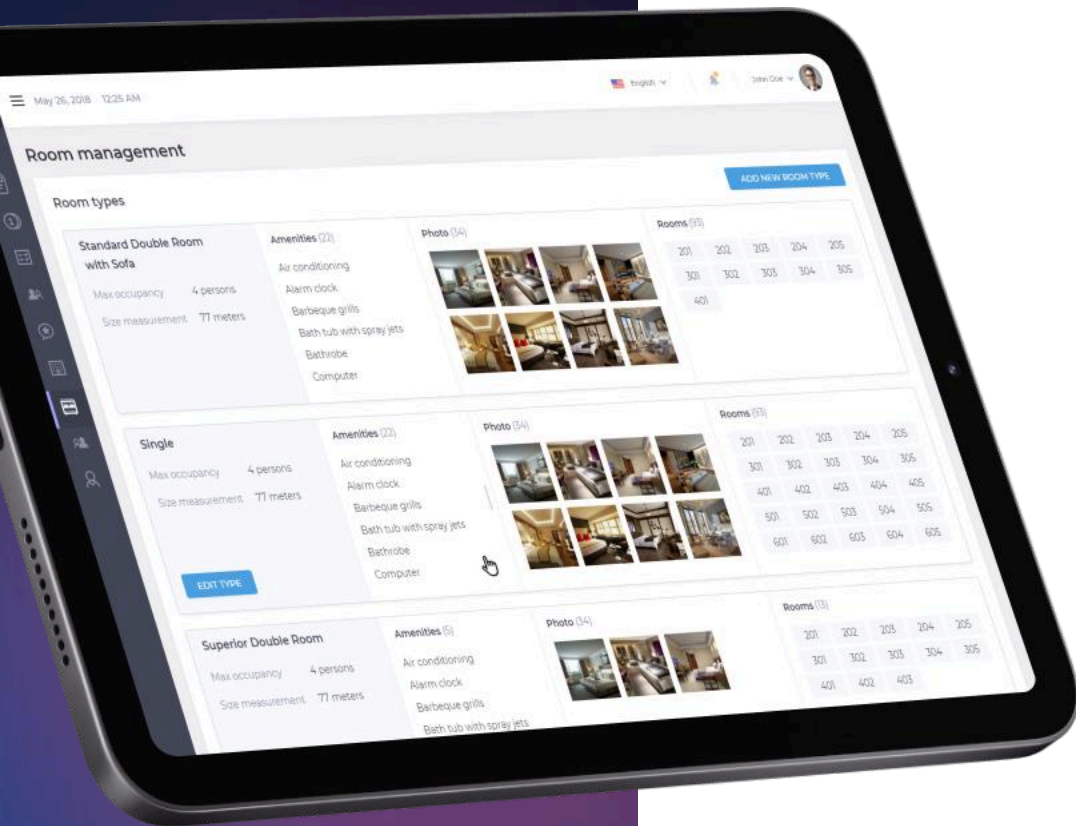 May 26, 2018 12:25 AM
English
John Doe
Room management
Room types
ADD NEW ROOM TYPE
Standard Double Room
with Sofa
Max occupancy 4 persons
Size measurement 77 meters
Amenities (22)
Air conditioning
Alarm clock
Barbeque grills
Bath tub with spray jets
Bathrobe
Computer
Photo (34)
Rooms (93)
201 202 203 204 205
301 302 303 304 305
401
Single
Max occupancy 4 persons
Size measurement 77 meters
EDIT TYPE
Amenities (22)
Air conditioning
Alarm clock
Barbeque grills
Bath tub with spray jets
Bathrobe
Computer
Photo (34)
Rooms (93)
201 202 203 204 205
301 302 303 304 305
401 402 403 404 405
501 502 503 504 505
601 602 603 604 605
Superior Double Room
Max occupancy 4 persons
Size measurement 77 meters
Amenities (5)
Air conditioning
Alarm clock
Barbeque grills
Bath tub with spray jets
Photo (34)
Rooms (13)
201 202 203 204 205
301 302 303 304 305
401 402 403